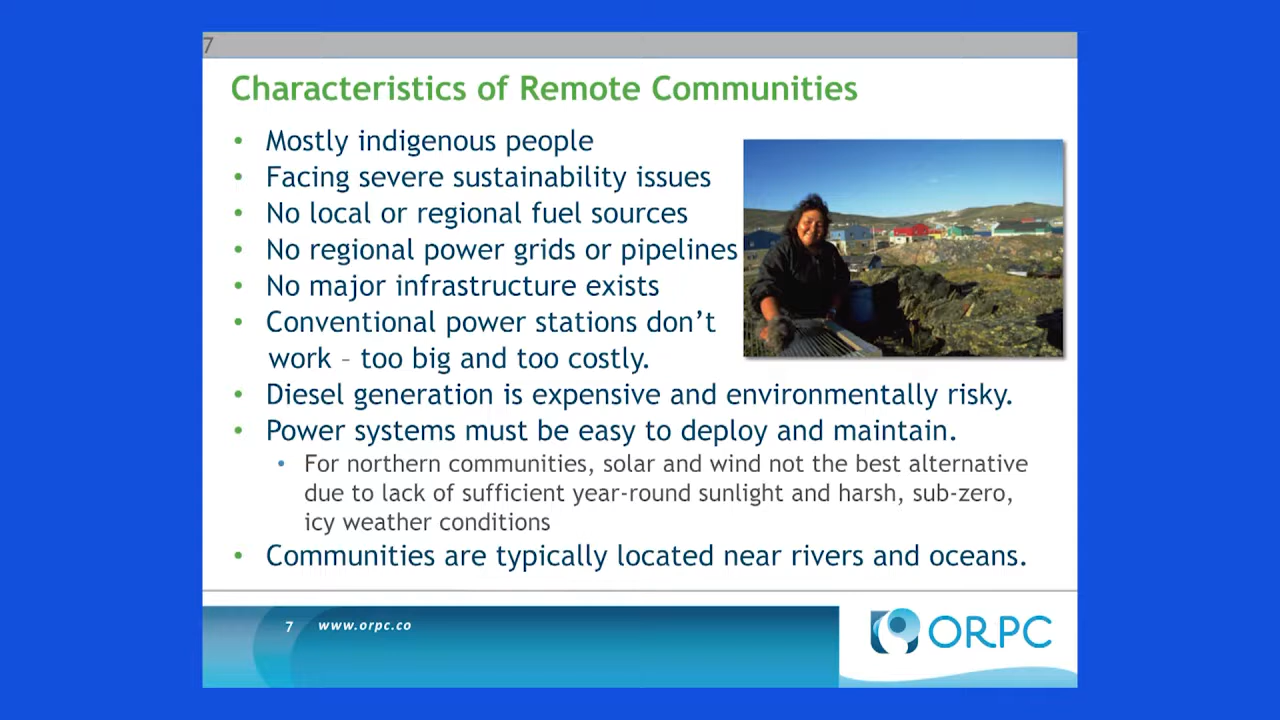 7
Characteristics of Remote Communities
• Mostly indigenous people
• Facing severe sustainability issues
• No local or regional fuel sources
• No regional power grids or pipelines
• No major infrastructure exists
• Conventional power stations don’t
work – too big and too costly.
• Diesel generation is expensive and environmentally risky.
• Power systems must be easy to deploy and maintain.
• For northern communities, solar and wind not the best alternative
due to lack of sufficient year-round sunlight and harsh, sub-zero,
icy weather conditions
• Communities are typically located near rivers and oceans.
7 www.orpc.co
ORPC